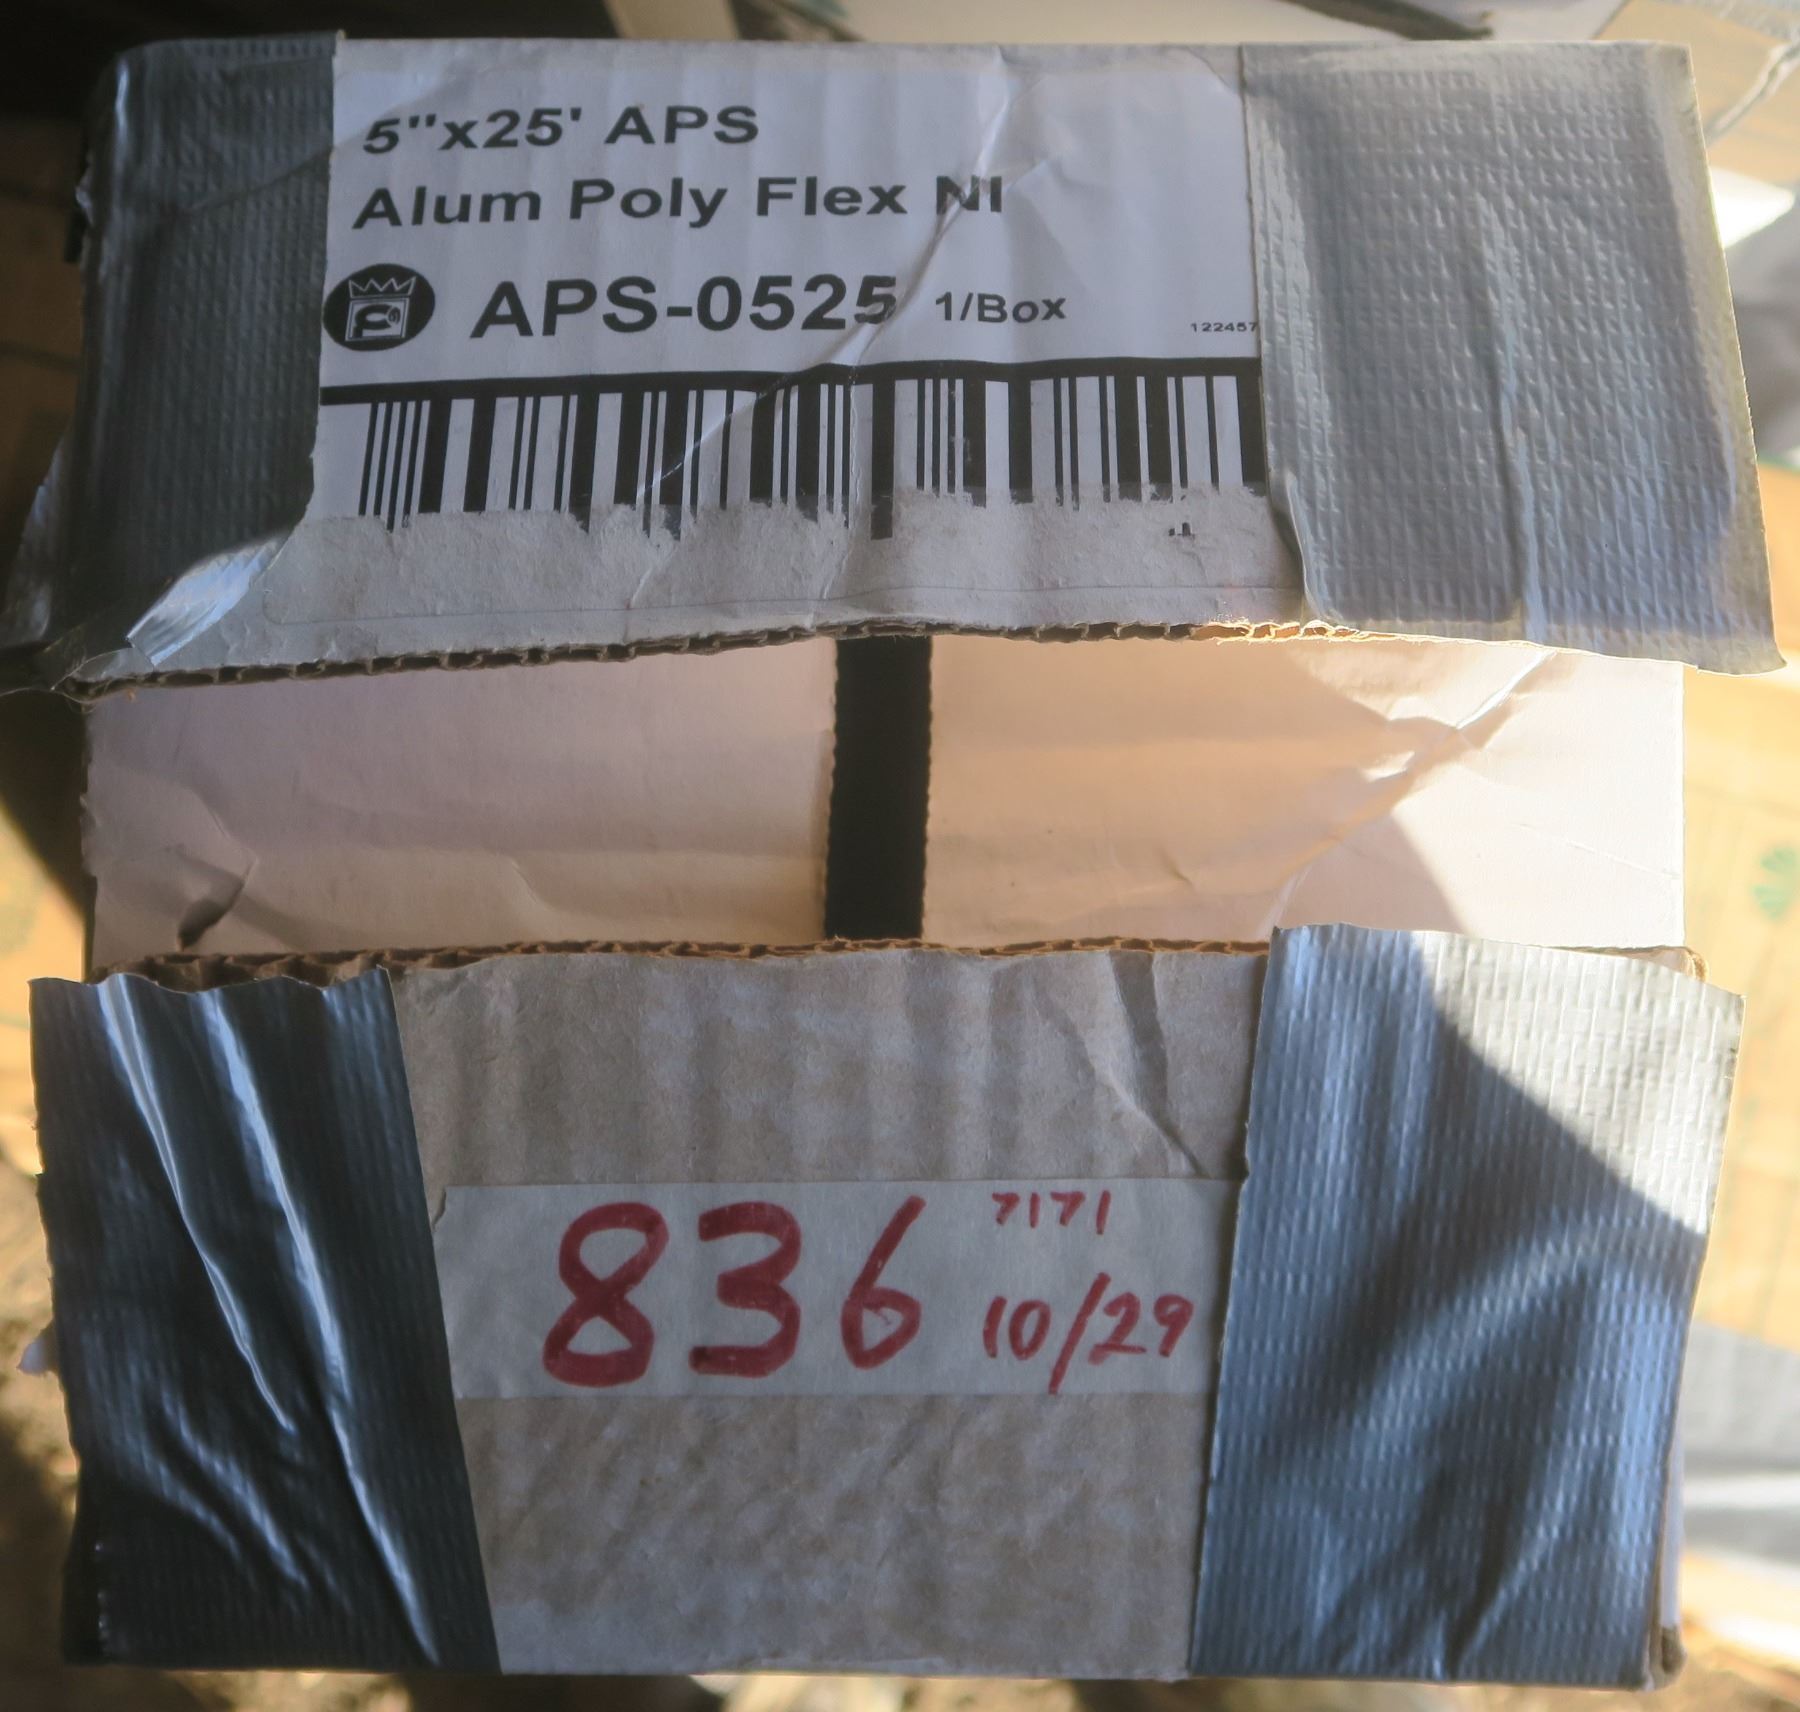 5"x25' APS
Alum Poly Flex NI
APS-0525 1/Box
122457
836 7171
10/29